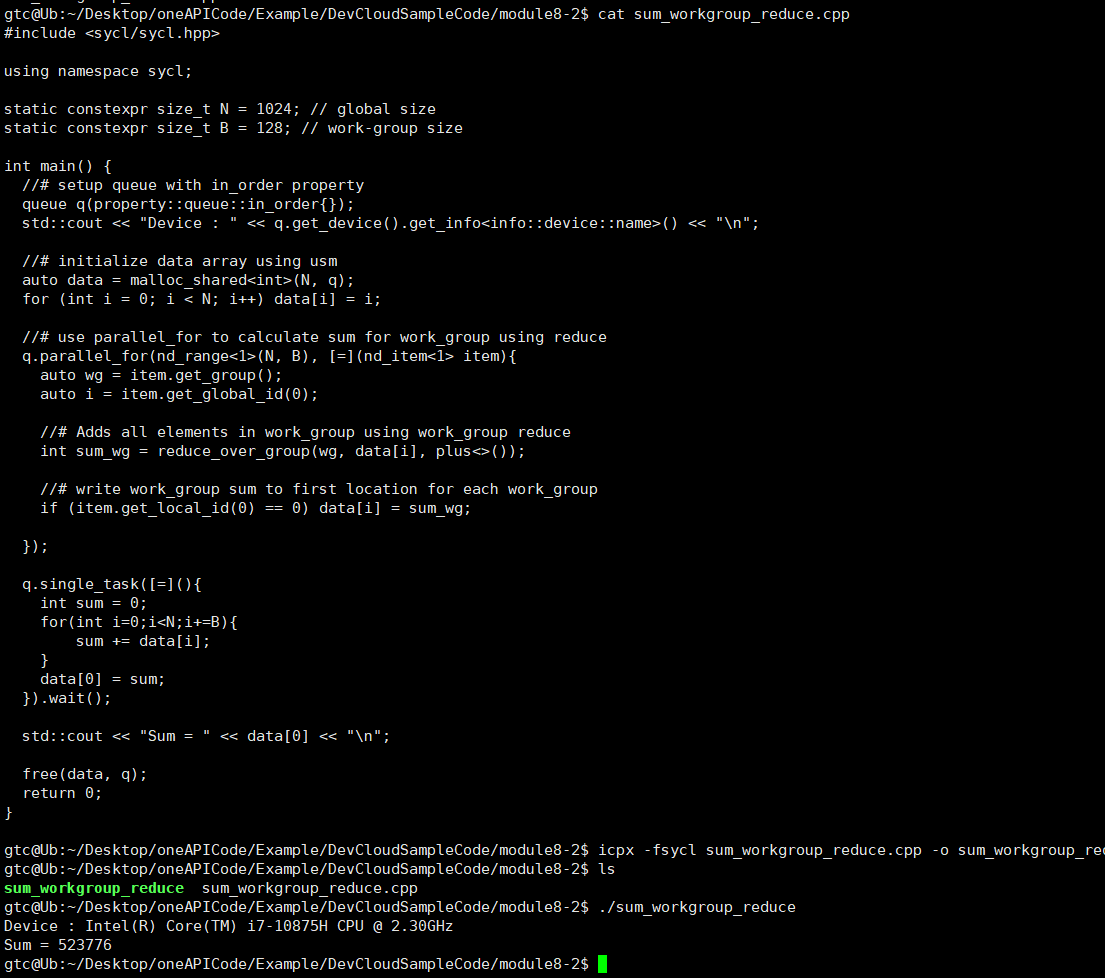 gtc@Ub:~/Desktop/oneAPICode/Example/DevCloudSampleCode/module8-2$ cat sum_workgroup_reduce.cpp
#include <sycl/sycl.hpp>

using namespace sycl;

static constexpr size_t N = 1024; // global size
static constexpr size_t B = 128; // work-group size

int main() {
  //# setup queue with in_order property
  queue q(property::queue::in_order{});
  std::cout << "Device : " << q.get_device().get_info<info::device::name>() << "\n";

  //# initialize data array using usm
  auto data = malloc_shared<int>(N, q);
  for (int i = 0; i < N; i++) data[i] = i;

  //# use parallel_for to calculate sum for work_group using reduce
  q.parallel_for(nd_range<1>(N, B), [=](nd_item<1> item){
    auto wg = item.get_group();
    auto i = item.get_global_id(0);

    //# Adds all elements in work_group using work_group reduce
    int sum_wg = reduce_over_group(wg, data[i], plus<>());

    //# write work_group sum to first location for each work_group
    if (item.get_local_id(0) == 0) data[i] = sum_wg;

  });

  q.single_task([=](){
    int sum = 0;
    for(int i=0;i<N;i+=B){
        sum += data[i];
    }
    data[0] = sum;
  }).wait();

  std::cout << "Sum = " << data[0] << "\n";

  free(data, q);
  return 0;
}

gtc@Ub:~/Desktop/oneAPICode/Example/DevCloudSampleCode/module8-2$ icpx -fsycl sum_workgroup_reduce.cpp -o sum_workgroup_red
gtc@Ub:~/Desktop/oneAPICode/Example/DevCloudSampleCode/module8-2$ ls
sum_workgroup_reduce  sum_workgroup_reduce.cpp
gtc@Ub:~/Desktop/oneAPICode/Example/DevCloudSampleCode/module8-2$ ./sum_workgroup_reduce
Device : Intel(R) Core(TM) i7-10875H CPU @ 2.30GHz
Sum = 523776
gtc@Ub:~/Desktop/oneAPICode/Example/DevCloudSampleCode/module8-2$